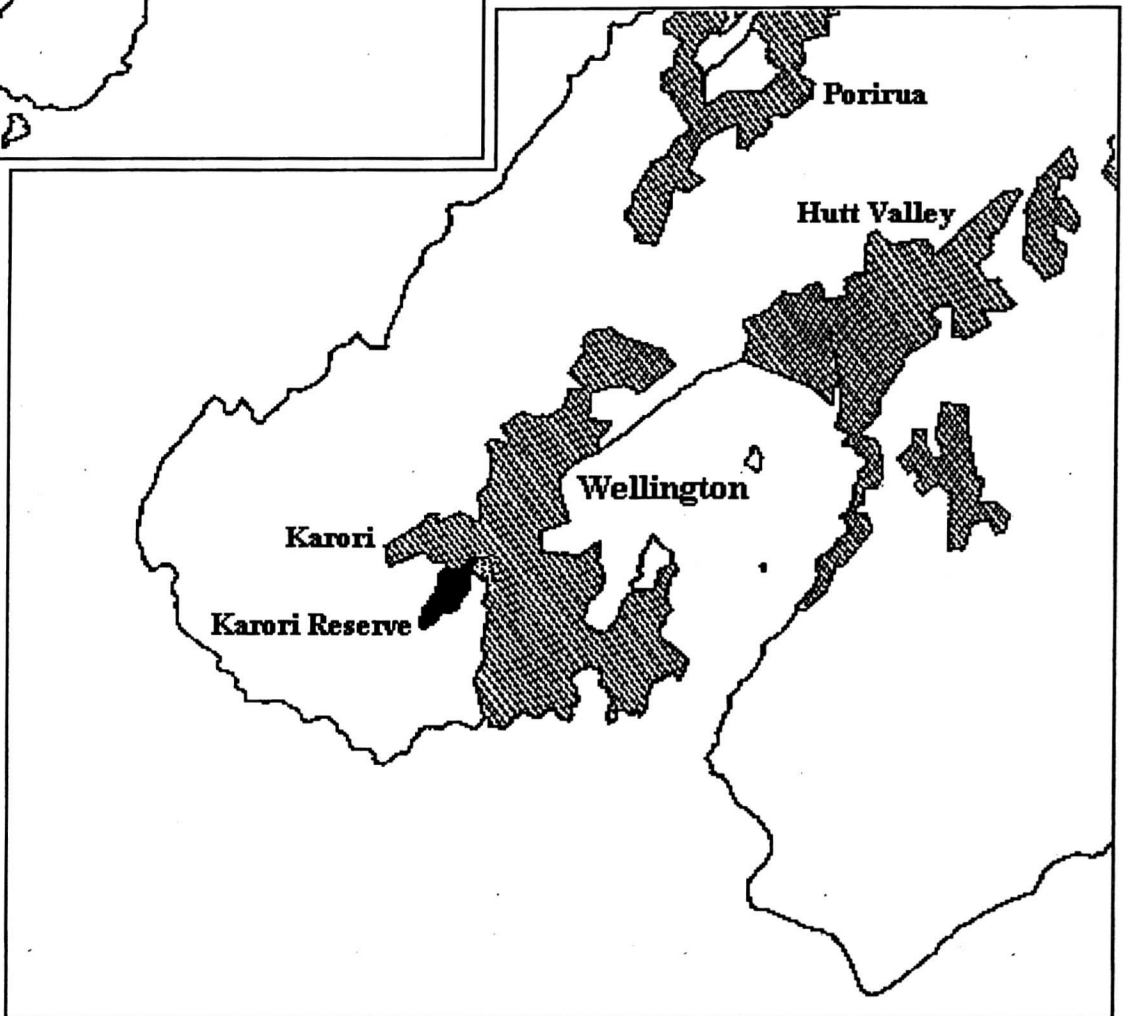 Porirua
Hutt Valley
Wellington
Karori
Karori Reserve